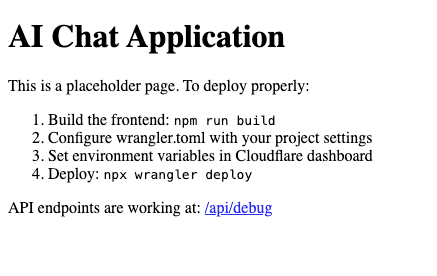 AI Chat Application
This is a placeholder page. To deploy properly:
1. Build the frontend: npm run build
2. Configure wrangler.toml with your project settings
3. Set environment variables in Cloudflare dashboard
4. Deploy: npx wrangler deploy
API endpoints are working at: /api/debug